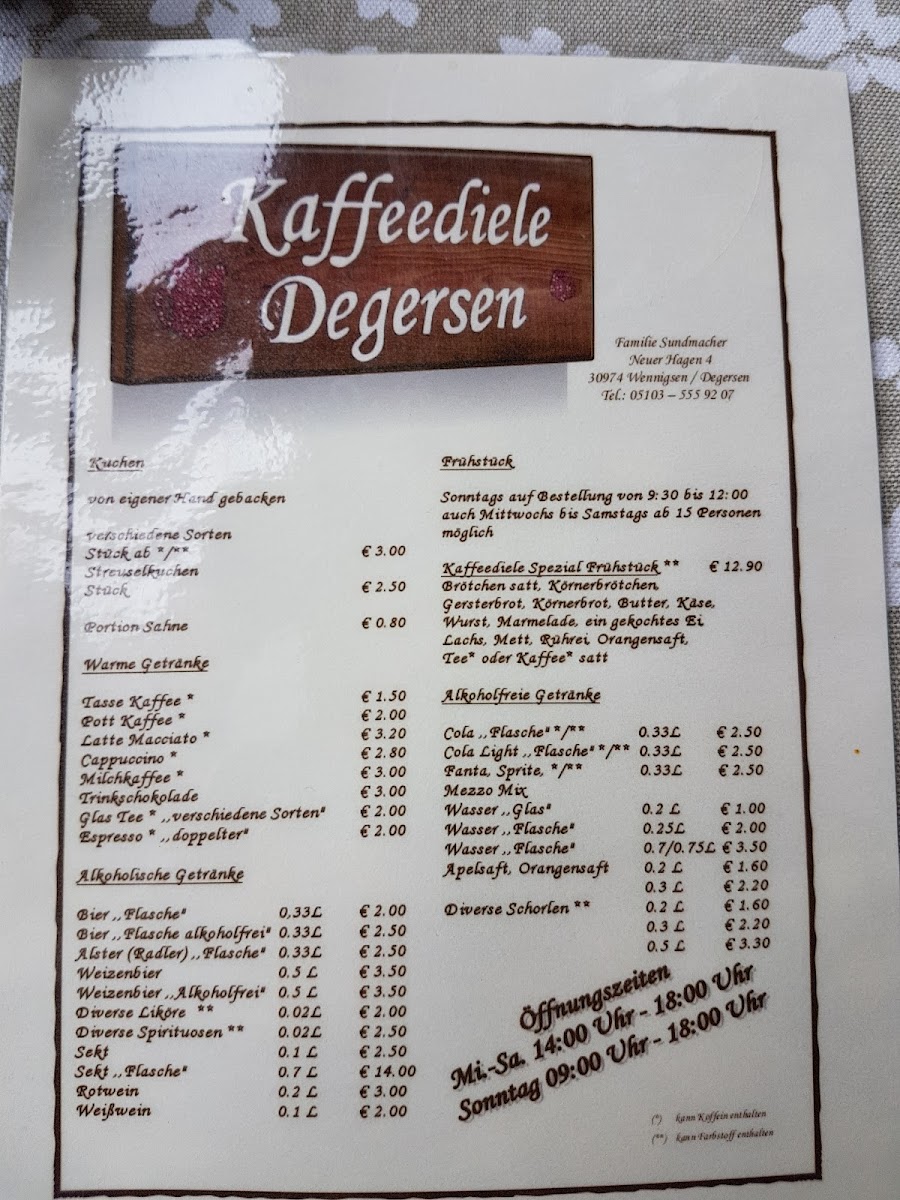 Kaffeediele
Degersen
Familie Sundmacher
Neuer Hagen 4
30974 Wennigsen / Degersen
Tel.: 05103 – 555 92 07
Kuchen
von eigener Hand gebacken
verschiedene Sorten
Stück ab */** € 3.00
Streuselkuchen
Stück € 2.50
Portion Sahne € 0.80
Warme Getränke
Tasse Kaffee * € 1.50
Pott Kaffee * € 2.00
Latte Macciato * € 3.20
Cappuccino * € 2.80
Milchkaffee * € 3.00
Trinkschokolade € 3.00
Glas Tee * „verschiedene Sorten“ € 2.00
Espresso * „doppelter“ € 2.00
Alkoholische Getränke
Bier „Flasche“ 0,33L € 2.00
Bier „Flasche alkoholfrei“ 0.33L € 2.50
Alster (Radler) „Flasche“ 0.33L € 2.50
Weizenbier 0.5 L € 3.50
Weizenbier „Alkoholfrei“ 0.5 L € 3.50
Diverse Liköre ** 0.02L € 2.00
Diverse Spirituosen ** 0.02L € 2.50
Sekt 0.1 L € 2.50
Sekt „Flasche“ 0.7 L € 14.00
Rotwein 0.2 L € 3.00
Weißwein 0.1 L € 2.00
Frühstück
Sonntags auf Bestellung von 9:30 bis 12:00
auch Mittwochs bis Samstags ab 15 Personen
möglich
Kaffeediele Spezial Frühstück ** € 12.90
Brötchen satt, Körnerbrötchen,
Gersterbrot, Körnerbrot, Butter, Käse,
Wurst, Marmelade, ein gekochtes Ei
Lachs, Mett, Rührei, Orangensaft,
Tee* oder Kaffee* satt
Alkoholfreie Getränke
Cola „Flasche“ */** 0.33L € 2.50
Cola Light „Flasche“ */** 0.33L € 2.50
Fanta, Sprite, */** 0.33L € 2.50
Mezzo Mix
Wasser „Glas“ 0.2 L € 1.00
Wasser „Flasche“ 0.25L € 2.00
Wasser „Flasche“ 0.7/0.75L € 3.50
Apelsaft, Orangensaft 0.2 L € 1.60
0.3 L € 2.20
Diverse Schorlen ** 0.2 L € 1.60
0.3 L € 2.20
0.5 L € 3.30
Öffnungszeiten
Mi.-Sa. 14:00 Uhr - 18:00 Uhr
Sonntag 09:00 Uhr - 18:00 Uhr
(*) kann Koffein enthalten
(**) kann Farbstoff enthalten